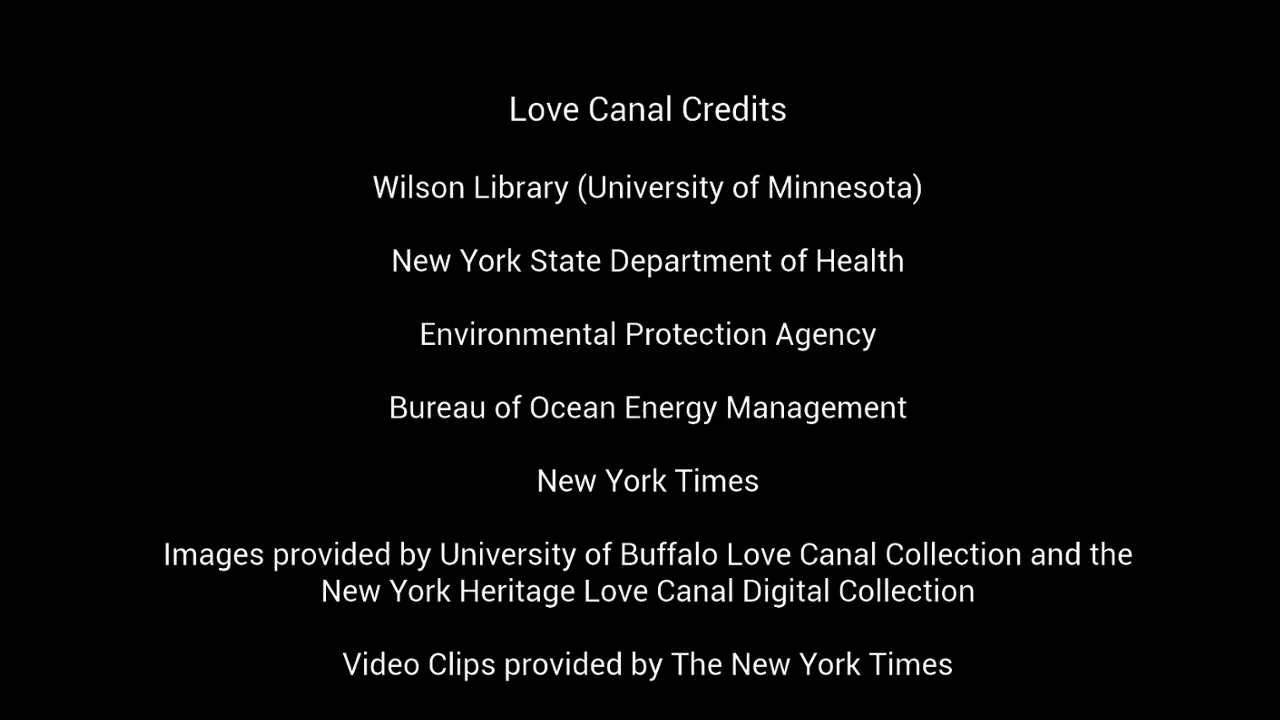 Love Canal Credits
Wilson Library (University of Minnesota)
New York State Department of Health
Environmental Protection Agency
Bureau of Ocean Energy Management
New York Times
Images provided by University of Buffalo Love Canal Collection and the
New York Heritage Love Canal Digital Collection
Video Clips provided by The New York Times